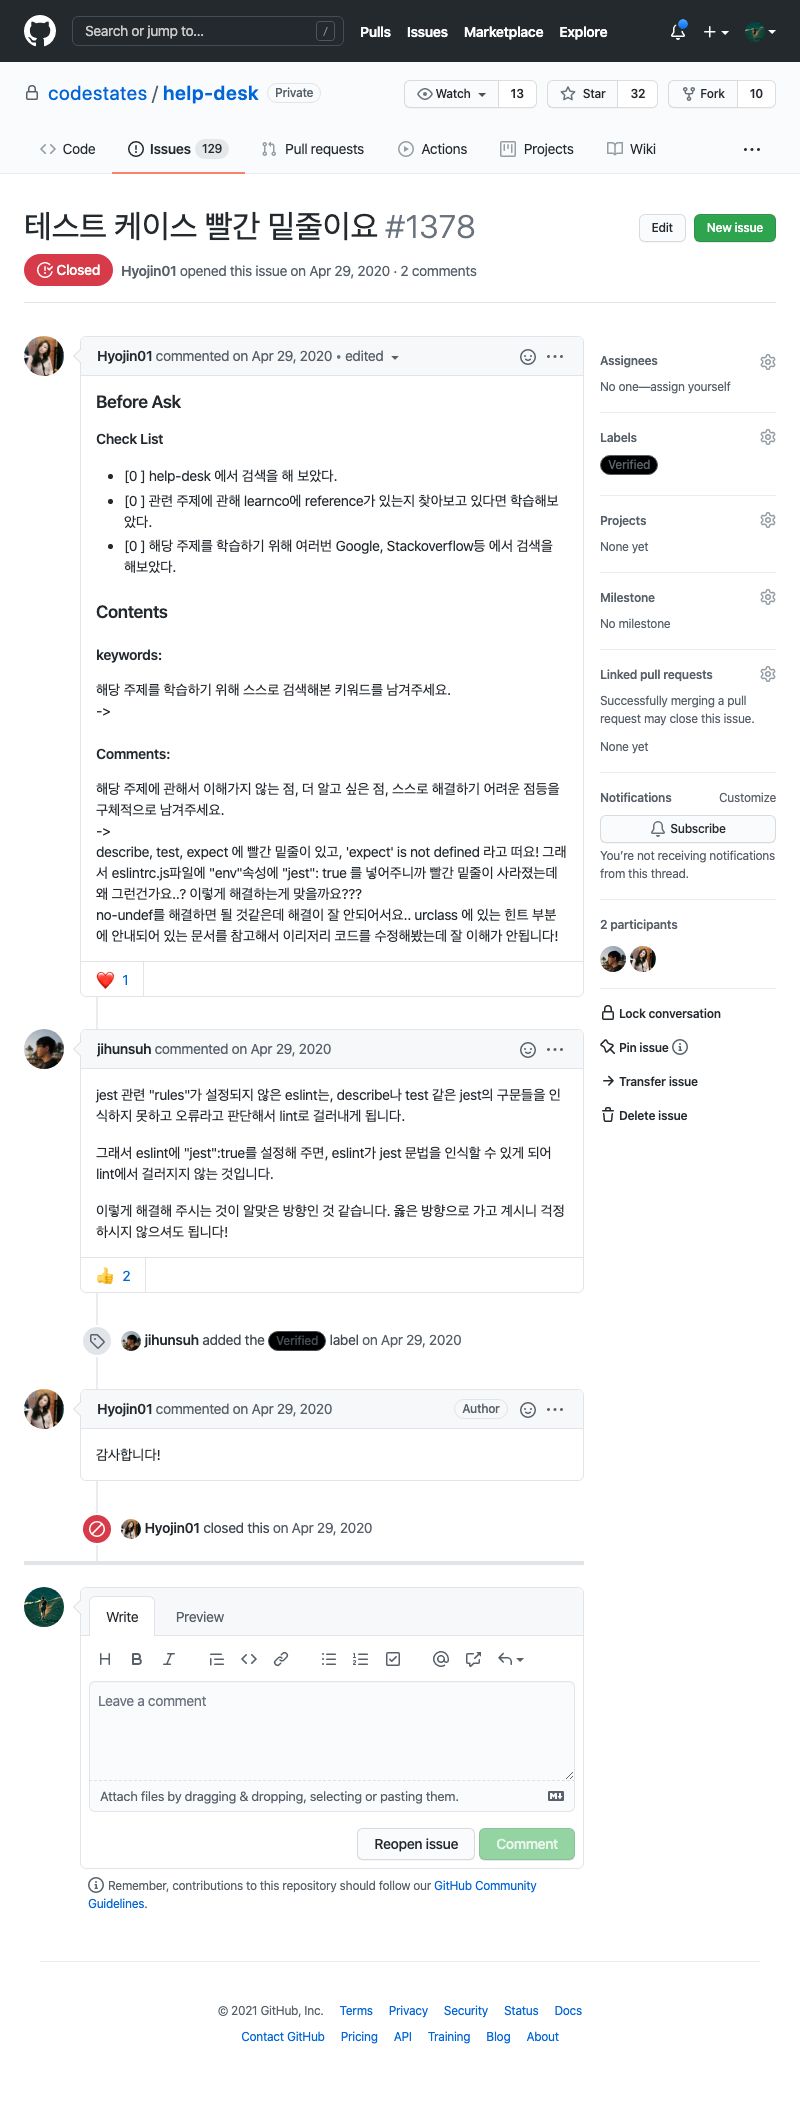 Search or jump to...
/
Pulls
Issues
Marketplace
Explore
codestates / help-desk
Private
Watch
13
Star
32
Fork
10
Code
Issues 129
Pull requests
Actions
Projects
Wiki
테스트 케이스 빨간 밑줄이요 #1378
Edit
New issue
Closed
Hyojin01 opened this issue on Apr 29, 2020 · 2 comments
Hyojin01 commented on Apr 29, 2020 • edited
Before Ask
Check List
[0 ] help-desk 에서 검색을 해 보았다.
[0 ] 관련 주제에 관해 learnco에 reference가 있는지 찾아보고 있다면 학습해보
았다.
[0 ] 해당 주제를 학습하기 위해 여러번 Google, Stackoverflow등 에서 검색을
해보았다.
Contents
keywords:
해당 주제를 학습하기 위해 스스로 검색해본 키워드를 남겨주세요.
->
Comments:
해당 주제에 관해서 이해가지 않는 점, 더 알고 싶은 점, 스스로 해결하기 어려운 점등을
구체적으로 남겨주세요.
->
describe, test, expect 에 빨간 밑줄이 있고, 'expect' is not defined 라고 떠요! 그래
서 eslintrc.js파일에 "env"속성에 "jest": true 를 넣어주니까 빨간 밑줄이 사라졌는데
왜 그런건가요..? 이렇게 해결하는게 맞을까요???
no-undef를 해결하면 될 것같은데 해결이 잘 안되어서요.. urclass 에 있는 힌트 부분
에 안내되어 있는 문서를 참고해서 이리저리 코드를 수정해봤는데 잘 이해가 안됩니다!
❤️ 1
jihunsuh commented on Apr 29, 2020
jest 관련 "rules"가 설정되지 않은 eslint는, describe나 test 같은 jest의 구문들을 인
식하지 못하고 오류라고 판단해서 lint로 걸러내게 됩니다.
그래서 eslint에 "jest":true를 설정해 주면, eslint가 jest 문법을 인식할 수 있게 되어
lint에서 걸러지지 않는 것입니다.
이렇게 해결해 주시는 것이 알맞은 방향인 것 같습니다. 옳은 방향으로 가고 계시니 걱정
하시지 않으셔도 됩니다!
👍 2
jihunsuh added the Verified label on Apr 29, 2020
Hyojin01 commented on Apr 29, 2020
Author
감사합니다!
Hyojin01 closed this on Apr 29, 2020
Write
Preview
H B I
Leave a comment
Attach files by dragging & dropping, selecting or pasting them.
Reopen issue
Comment
Remember, contributions to this repository should follow our GitHub Community
Guidelines.
Assignees
No one—assign yourself
Labels
Verified
Projects
None yet
Milestone
No milestone
Linked pull requests
Successfully merging a pull
request may close this issue.
None yet
Notifications
Customize
Subscribe
You're not receiving notifications
from this thread.
2 participants
Lock conversation
Pin issue
Transfer issue
Delete issue
© 2021 GitHub, Inc.
Terms
Privacy
Security
Status
Docs
Contact GitHub
Pricing
API
Training
Blog
About